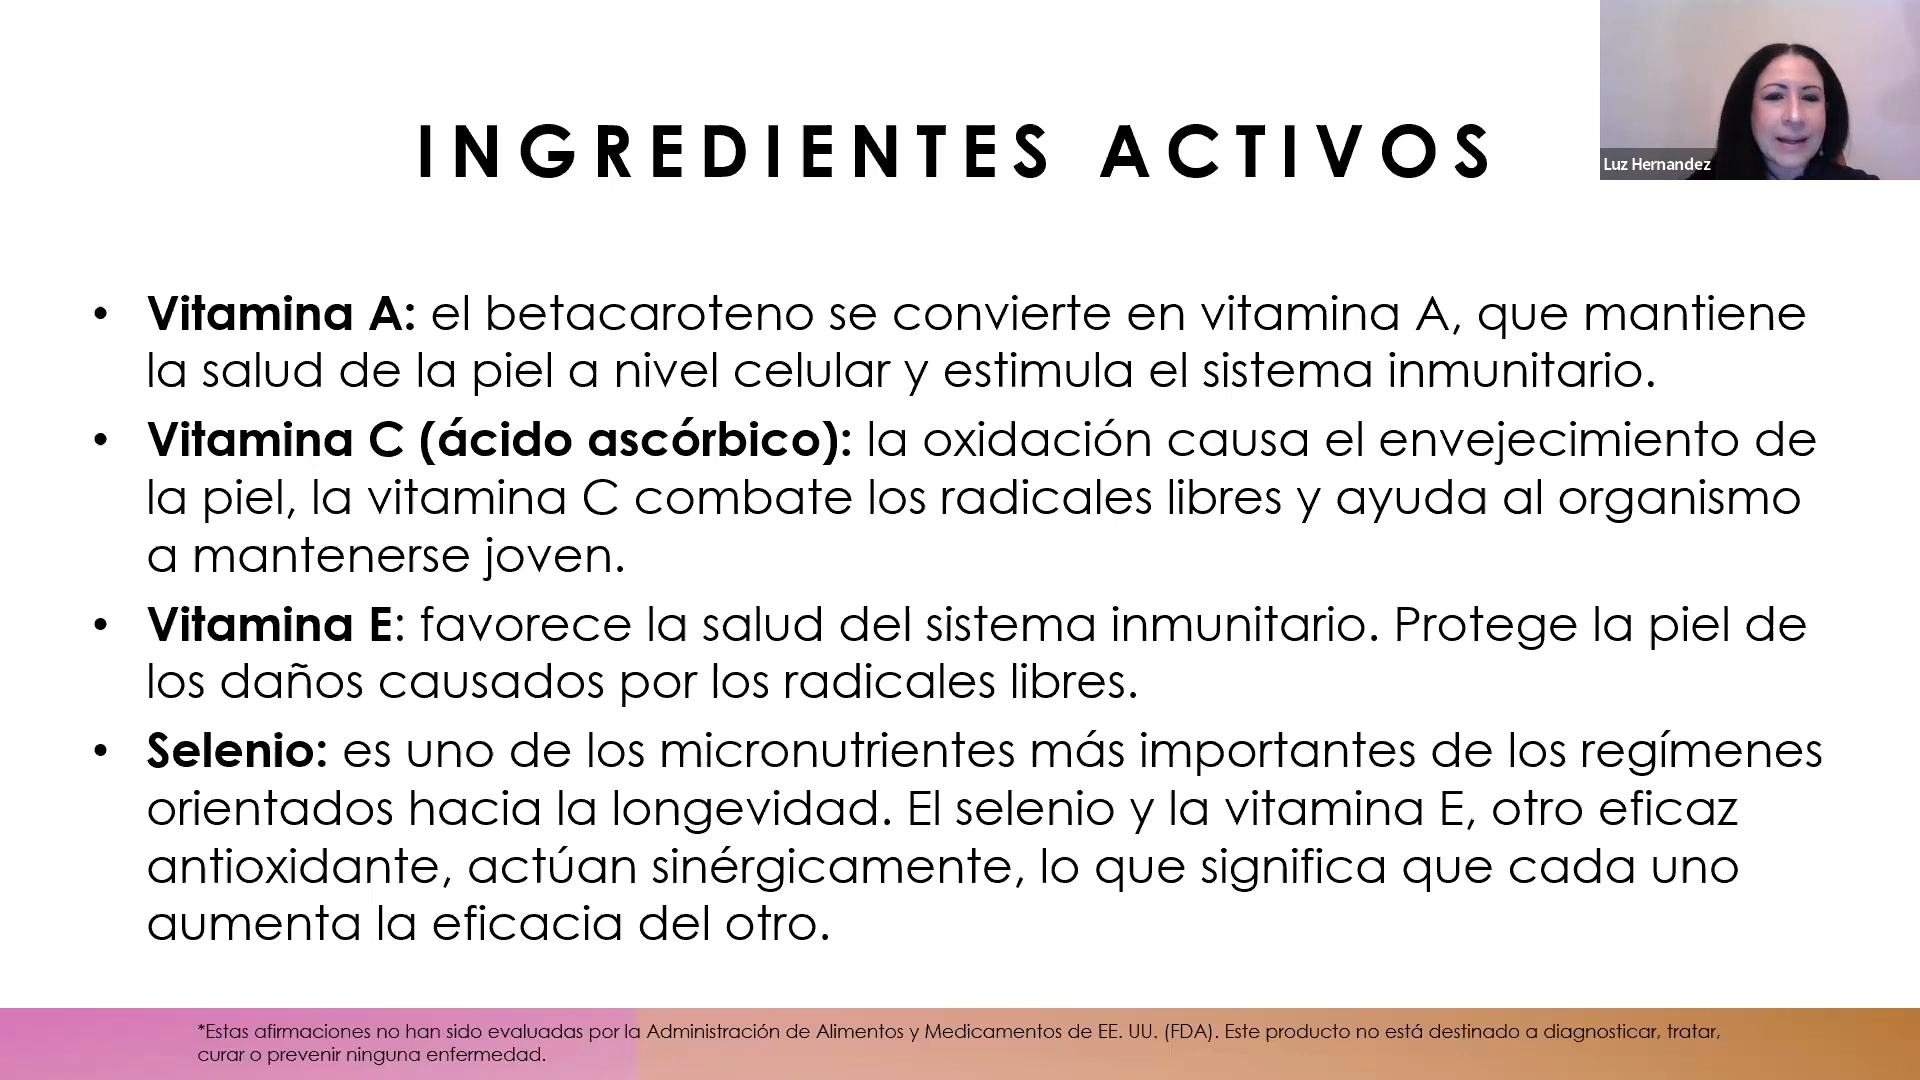 INGREDIENTES ACTIVOS
Luz Hernandez
• Vitamina A: el betacaroteno se convierte en vitamina A, que mantiene
la salud de la piel a nivel celular y estimula el sistema inmunitario.
• Vitamina C (ácido ascórbico): la oxidación causa el envejecimiento de
la piel, la vitamina C combate los radicales libres y ayuda al organismo
a mantenerse joven.
• Vitamina E: favorece la salud del sistema inmunitario. Protege la piel de
los daños causados por los radicales libres.
• Selenio: es uno de los micronutrientes más importantes de los regímenes
orientados hacia la longevidad. El selenio y la vitamina E, otro eficaz
antioxidante, actúan sinérgicamente, lo que significa que cada uno
aumenta la eficacia del otro.
*Estas afirmaciones no han sido evaluadas por la Administración de Alimentos y Medicamentos de EE. UU. (FDA). Este producto no está destinado a diagnosticar, tratar,
curar o prevenir ninguna enfermedad.